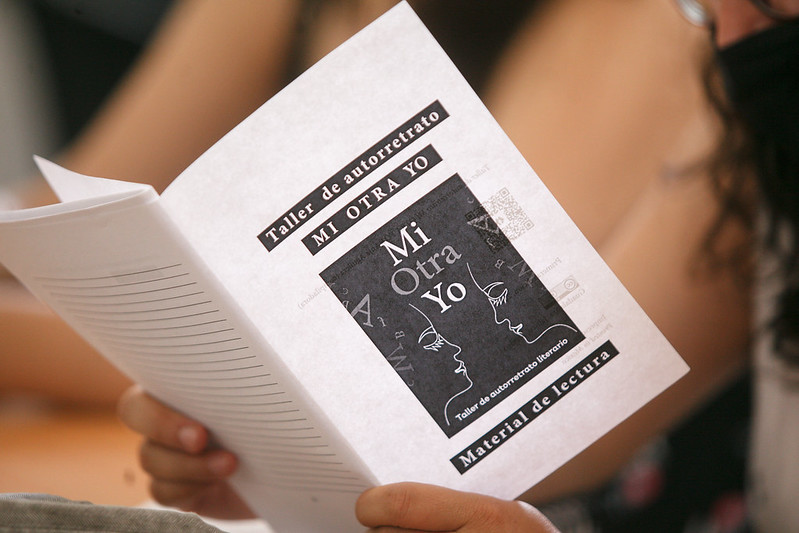 Taller de autorretrato
MI OTRA YO
Mi
Otra
Yo
Taller de autorretrato literario
Material de lectura